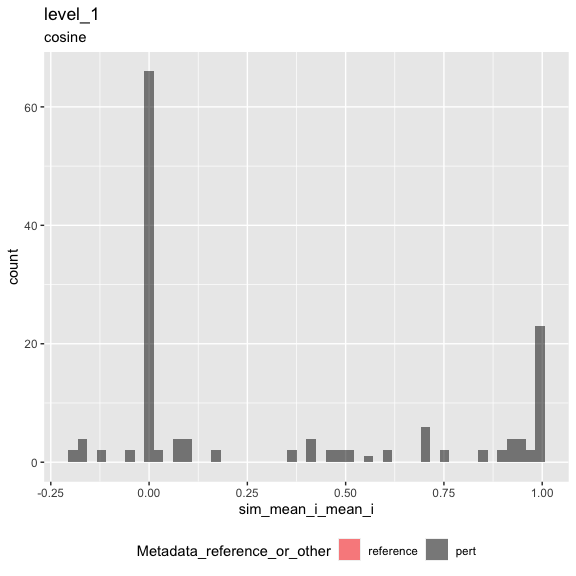 level_1
cosine
count
60
40
20
0
-0.25 0.00 0.25 0.50 0.75 1.00
sim_mean_i_mean_i
Metadata_reference_or_other reference pert